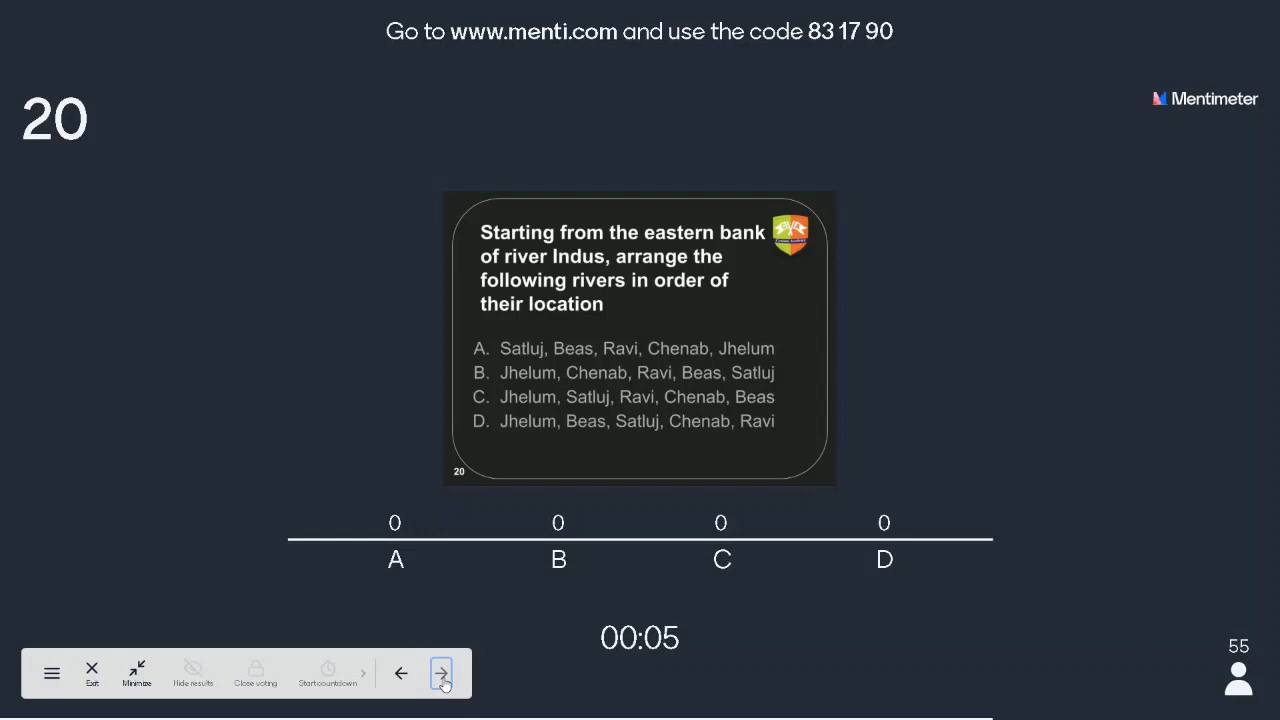 Go to www.menti.com and use the code 83 17 90
20
Mentimeter
Starting from the eastern bank
of river Indus, arrange the
following rivers in order of
their location
A. Satluj, Beas, Ravi, Chenab, Jhelum
B. Jhelum, Chenab, Ravi, Beas, Satluj
C. Jhelum, Satluj, Ravi, Chenab, Beas
D. Jhelum, Beas, Satluj, Chenab, Ravi
20
0 0 0 0
A B C D
00:05
55
Exit Minimize Hide results Close voting Start countdown